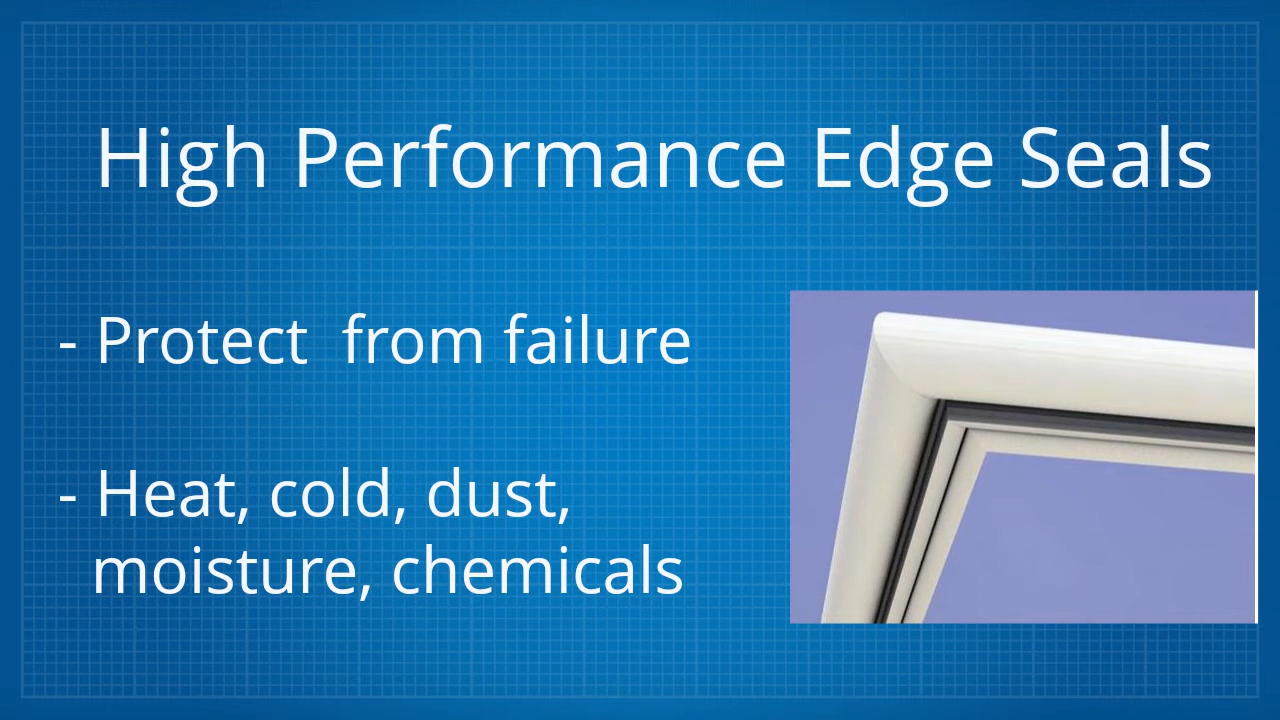 High Performance Edge Seals
- Protect  from failure
- Heat, cold, dust,
moisture, chemicals